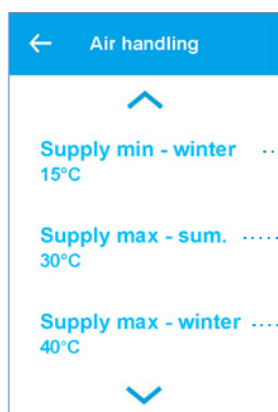 Air handling
Supply min - winter
15°C
Supply max - sum.
30°C
Supply max - winter
40°C